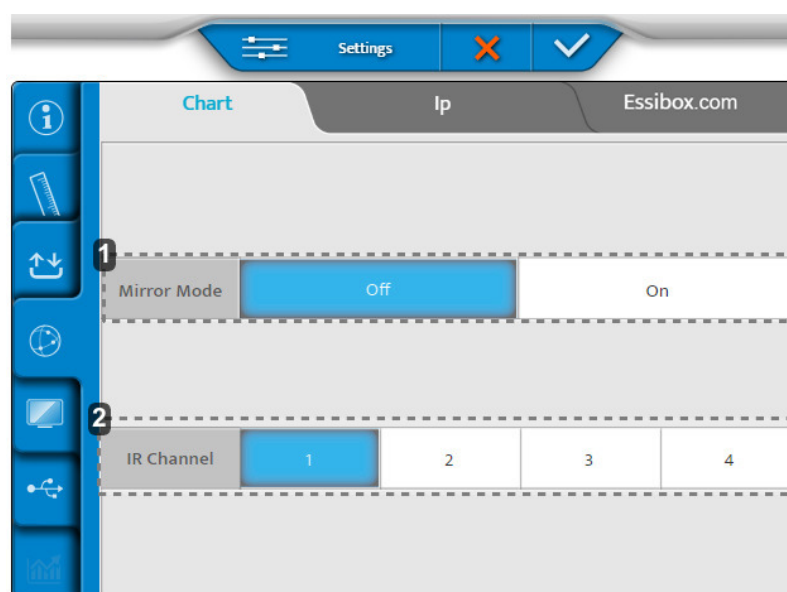 Settings
Chart Ip Essibox.com
1
Mirror Mode Off On
2
IR Channel 1 2 3 4